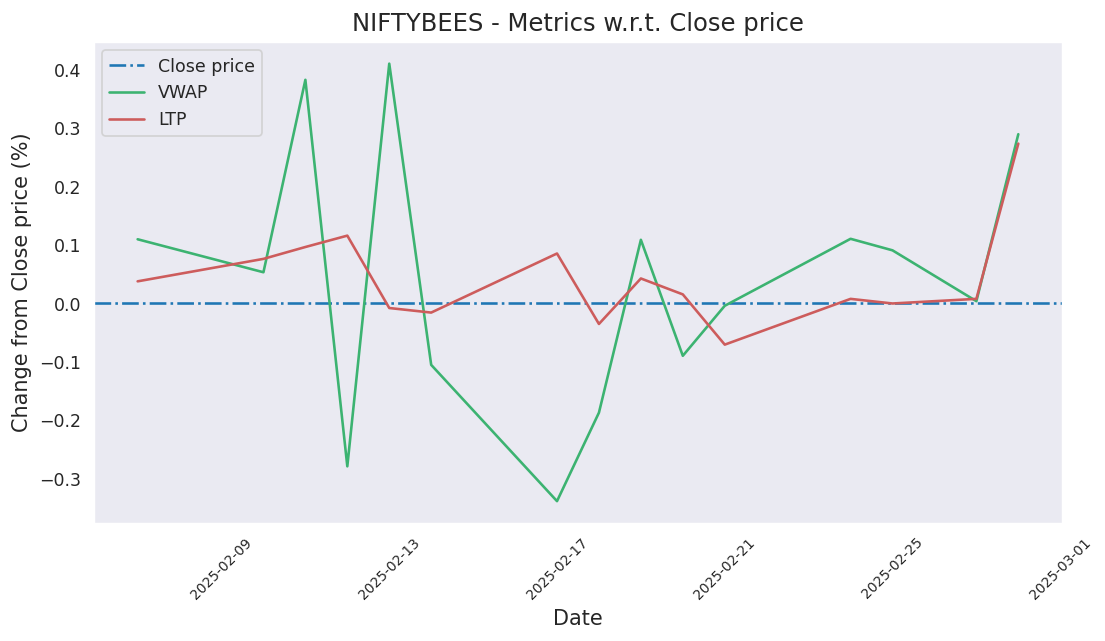 NIFTYBEES - Metrics w.r.t. Close price
Close price
VWAP
LTP
Change from Close price (%)
0.4
0.3
0.2
0.1
0.0
−0.1
−0.2
−0.3
2025-02-09
2025-02-13
2025-02-17
2025-02-21
2025-02-25
2025-03-01
Date